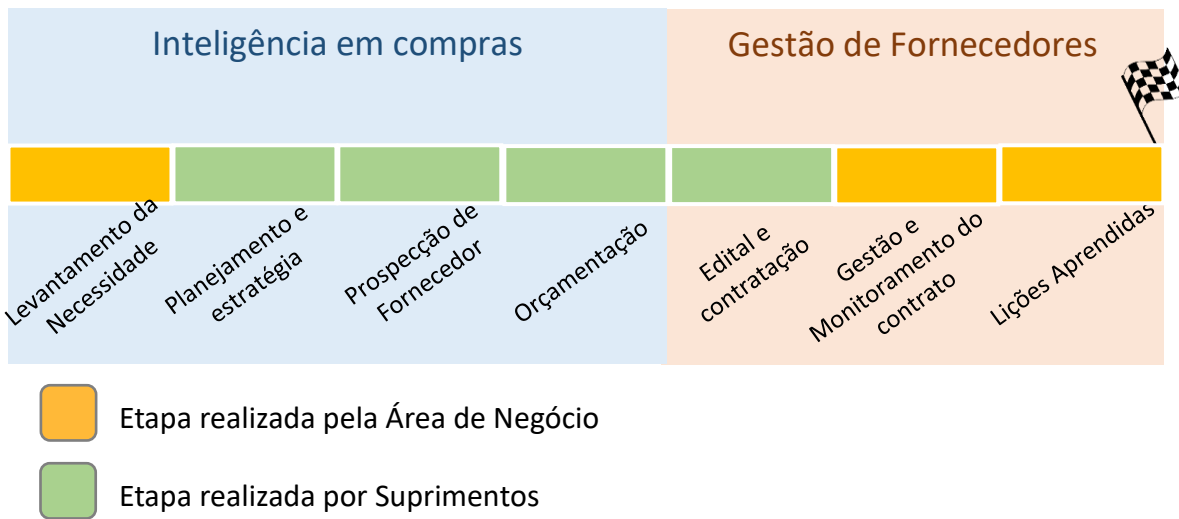 Inteligência em compras
Gestão de Fornecedores
Levantamento da
Necessidade
Planejamento e
estratégia
Prospecção de
Fornecedor
Orçamentação
Edital e
contratação
Gestão e
Monitoramento do
contrato
Lições Aprendidas
Etapa realizada pela Área de Negócio
Etapa realizada por Suprimentos